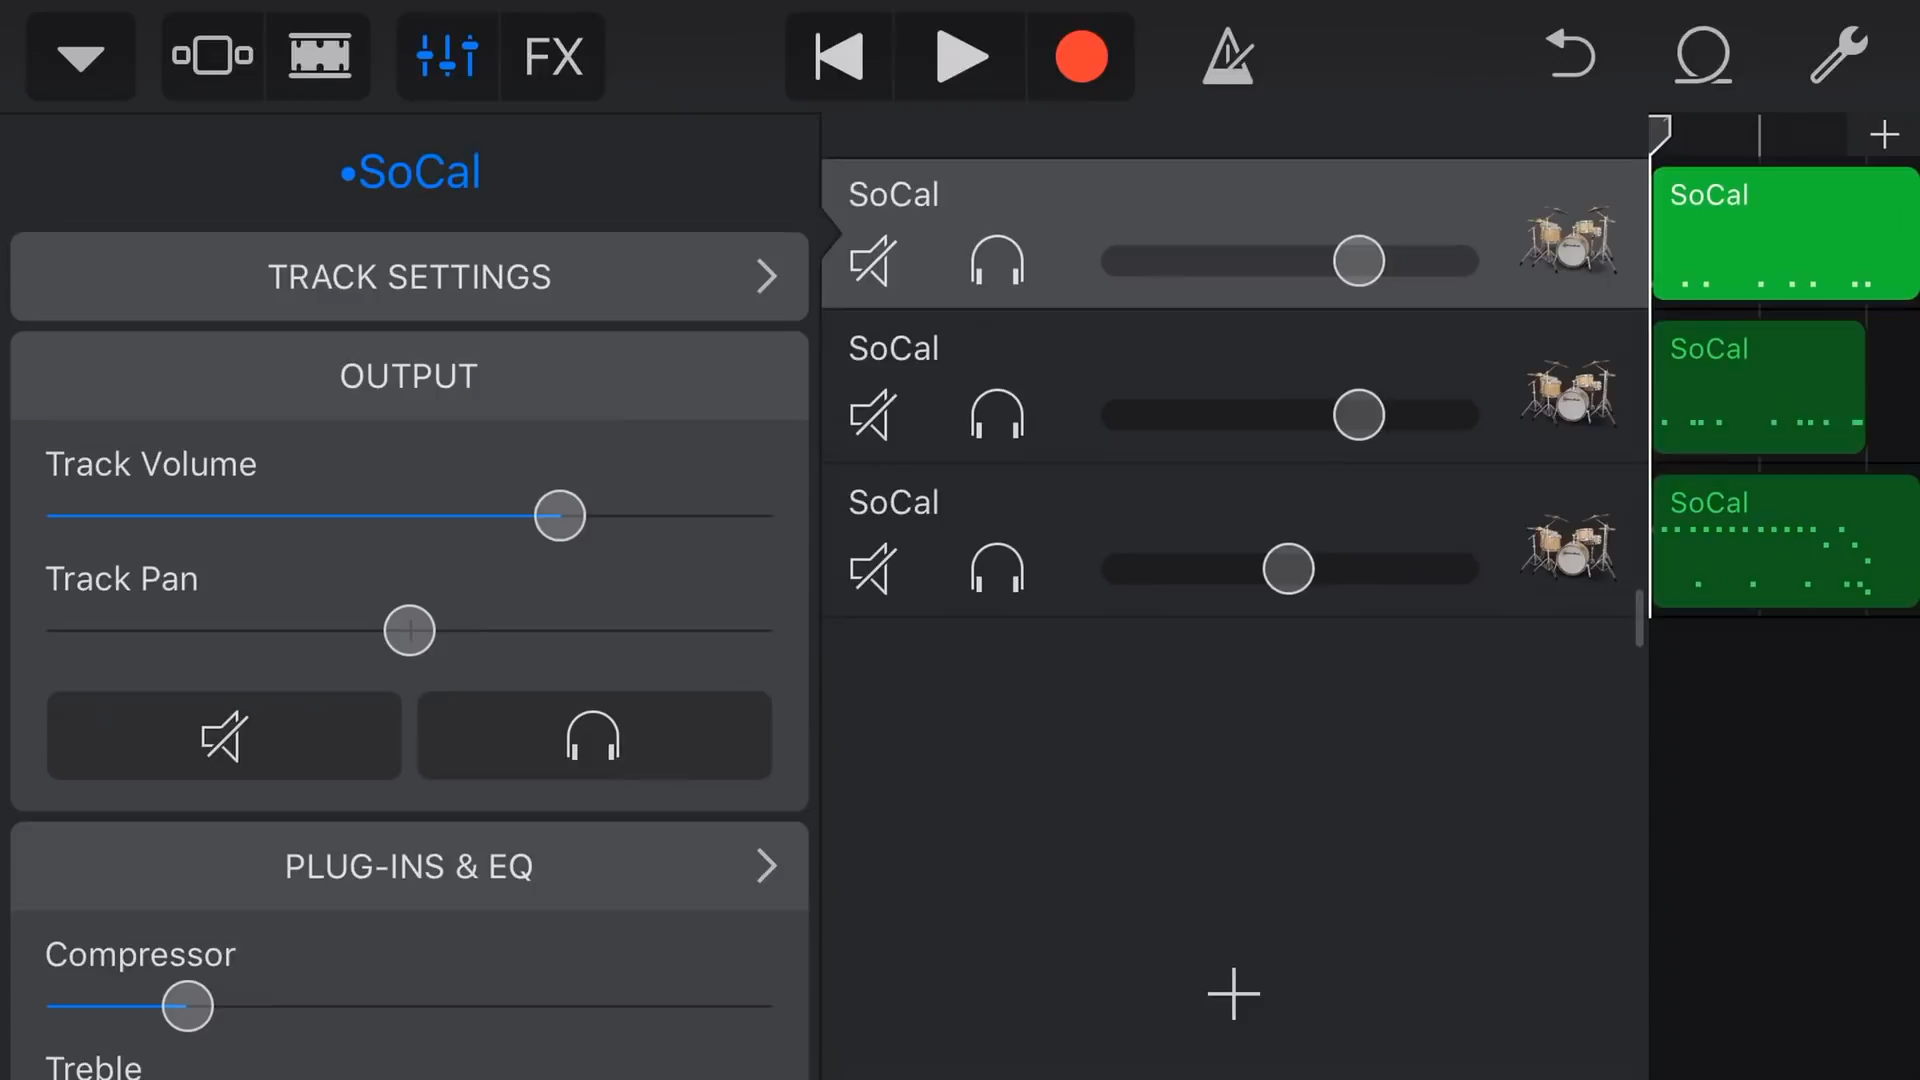 FX
•SoCal
TRACK SETTINGS
OUTPUT
Track Volume
Track Pan
PLUG-INS & EQ
Compressor
Treble
SoCal
SoCal
SoCal
SoCal
SoCal
SoCal